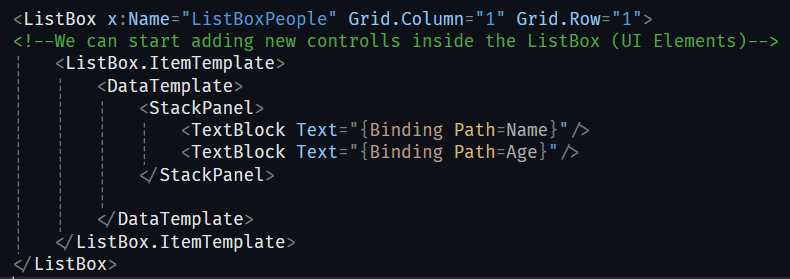 <ListBox x:Name="ListBoxPeople" Grid.Column="1" Grid.Row="1">
<!--We can start adding new controlls inside the ListBox (UI Elements)-->
<ListBox.ItemTemplate>
<DataTemplate>
<StackPanel>
<TextBlock Text="{Binding Path=Name}"/>
<TextBlock Text="{Binding Path=Age}"/>
</StackPanel>
</DataTemplate>
</ListBox.ItemTemplate>
</ListBox>